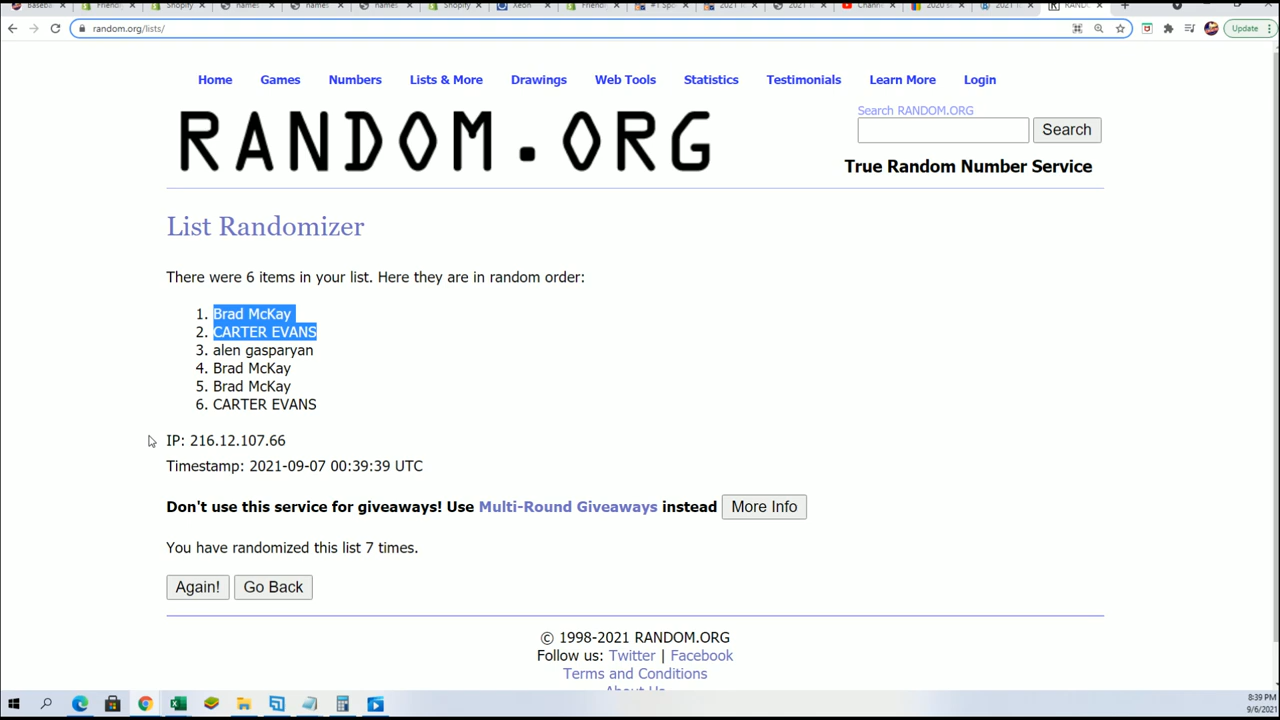 Shopify
names
names
names
Shopify
Xeon
random.org/lists/
Update
Home Games Numbers Lists & More Drawings Web Tools Statistics Testimonials Learn More Login
RANDOM.ORG
Search RANDOM.ORG
Search
True Random Number Service
List Randomizer
There were 6 items in your list. Here they are in random order:
1. Brad McKay
2. CARTER EVANS
3. alen gasparyan
4. Brad McKay
5. Brad McKay
6. CARTER EVANS
IP: 216.12.107.66
Timestamp: 2021-09-07 00:39:39 UTC
Don't use this service for giveaways! Use Multi-Round Giveaways instead More Info
You have randomized this list 7 times.
Again! Go Back
© 1998-2021 RANDOM.ORG
Follow us: Twitter | Facebook
Terms and Conditions
About Us
8:39 PM
9/6/2021